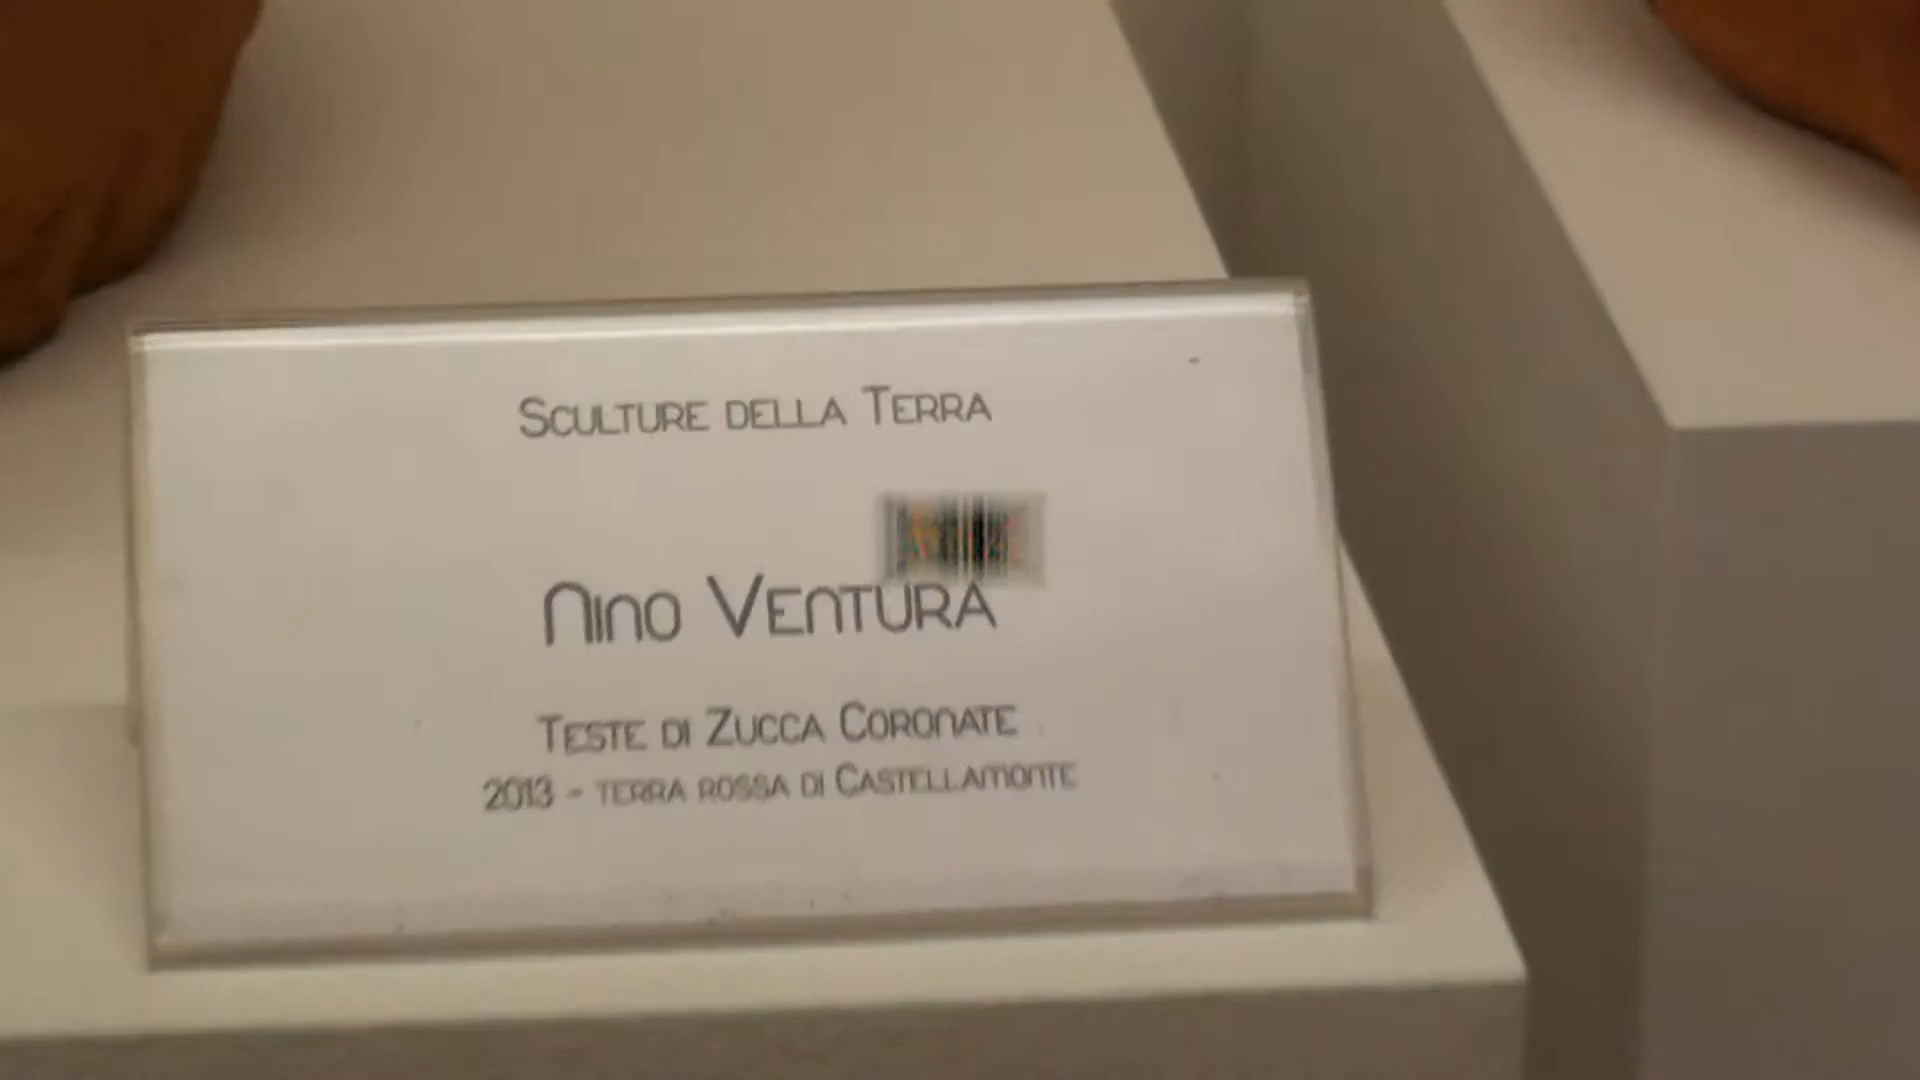 Sculture della Terra
Nino Ventura
Teste di Zucca Coronate
2013 - terra rossa di Castellamonte